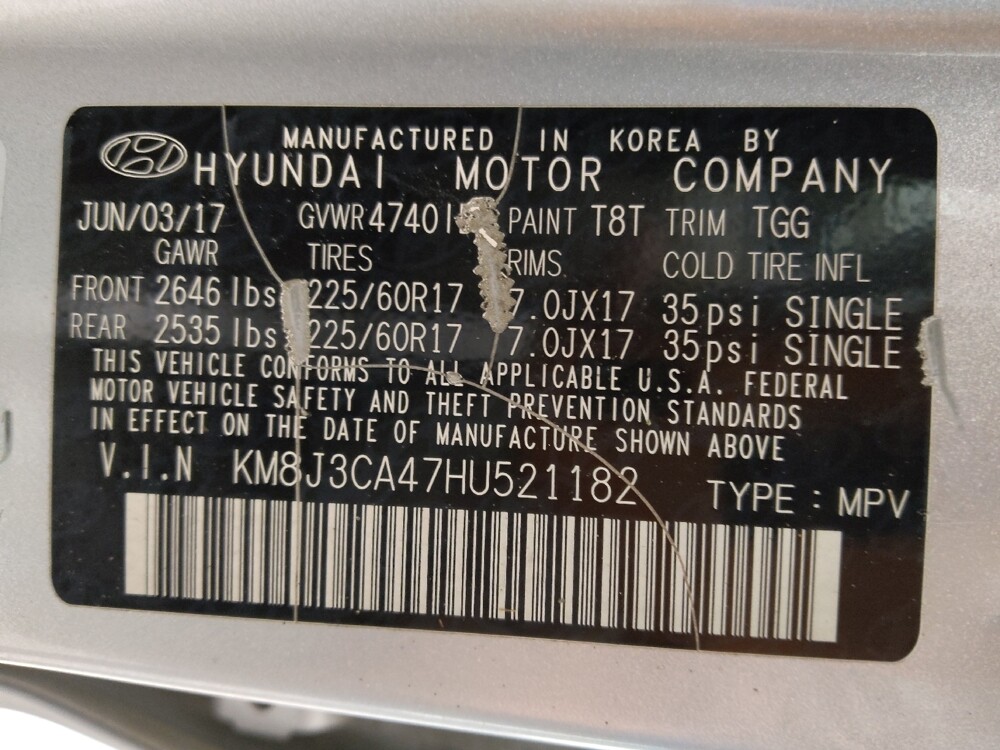 MANUFACTURED IN KOREA BY
HYUNDAI MOTOR COMPANY
JUN/03/17 GVWR 4740 PAINT T8T TRIM TGG
GAWR TIRES RIMS COLD TIRE INFL
FRONT 2646 lbs 225/60R17 7.0JX17 35psi SINGLE
REAR 2535 lbs 225/60R17 7.0JX17 35psi SINGLE
THIS VEHICLE CONFORMS TO ALL APPLICABLE U.S.A. FEDERAL
MOTOR VEHICLE SAFETY AND THEFT PREVENTION STANDARDS
IN EFFECT ON THE DATE OF MANUFACTURE SHOWN ABOVE
V.I.N KM8J3CA47HU521182 TYPE : MPV